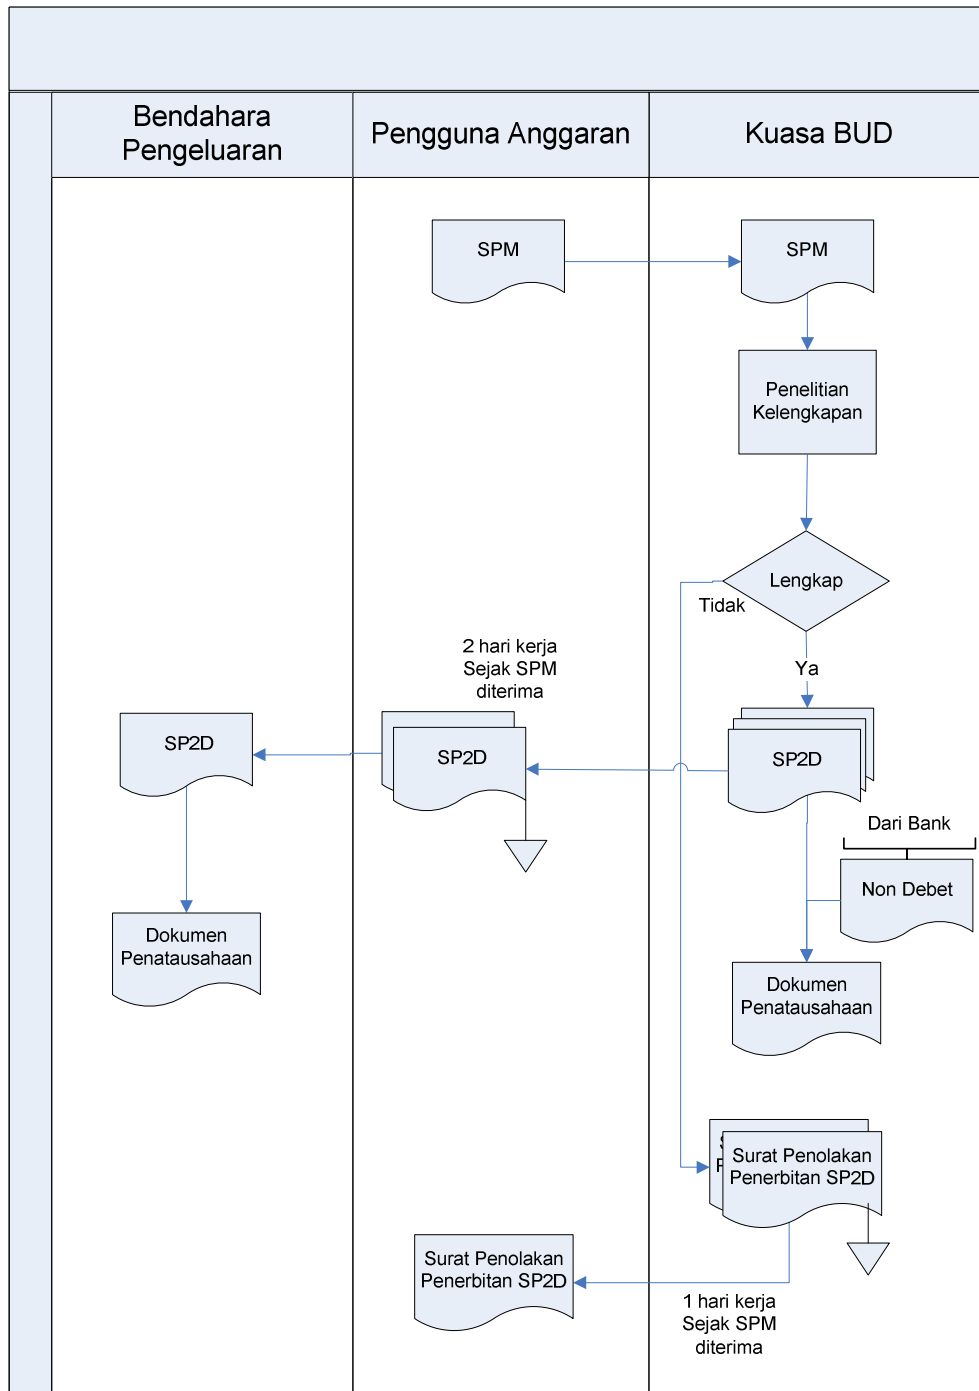 Bendahara
Pengeluaran
Pengguna Anggaran
Kuasa BUD
SPM
SPM
Penelitian
Kelengkapan
Lengkap
Tidak
Ya
2 hari kerja
Sejak SPM
diterima
SP2D
SP2D
SP2D
Dari Bank
Non Debet
Dokumen
Penatausahaan
Dokumen
Penatausahaan
Surat Penolakan
Penerbitan SP2D
Surat Penolakan
Penerbitan SP2D
1 hari kerja
Sejak SPM
diterima